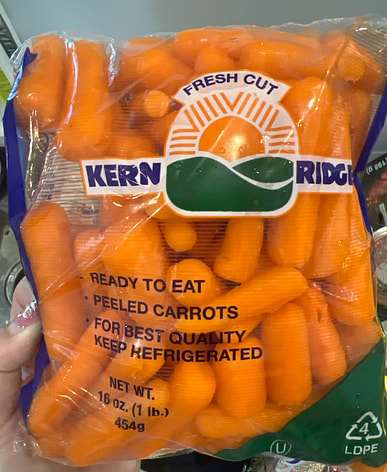 FRESH CUT
KERN RIDGE
· READY TO EAT
· PEELED CARROTS
· FOR BEST QUALITY
KEEP REFRIGERATED
NET WT.
16 oz. (1 lb.)
454g
4
LDPE
U